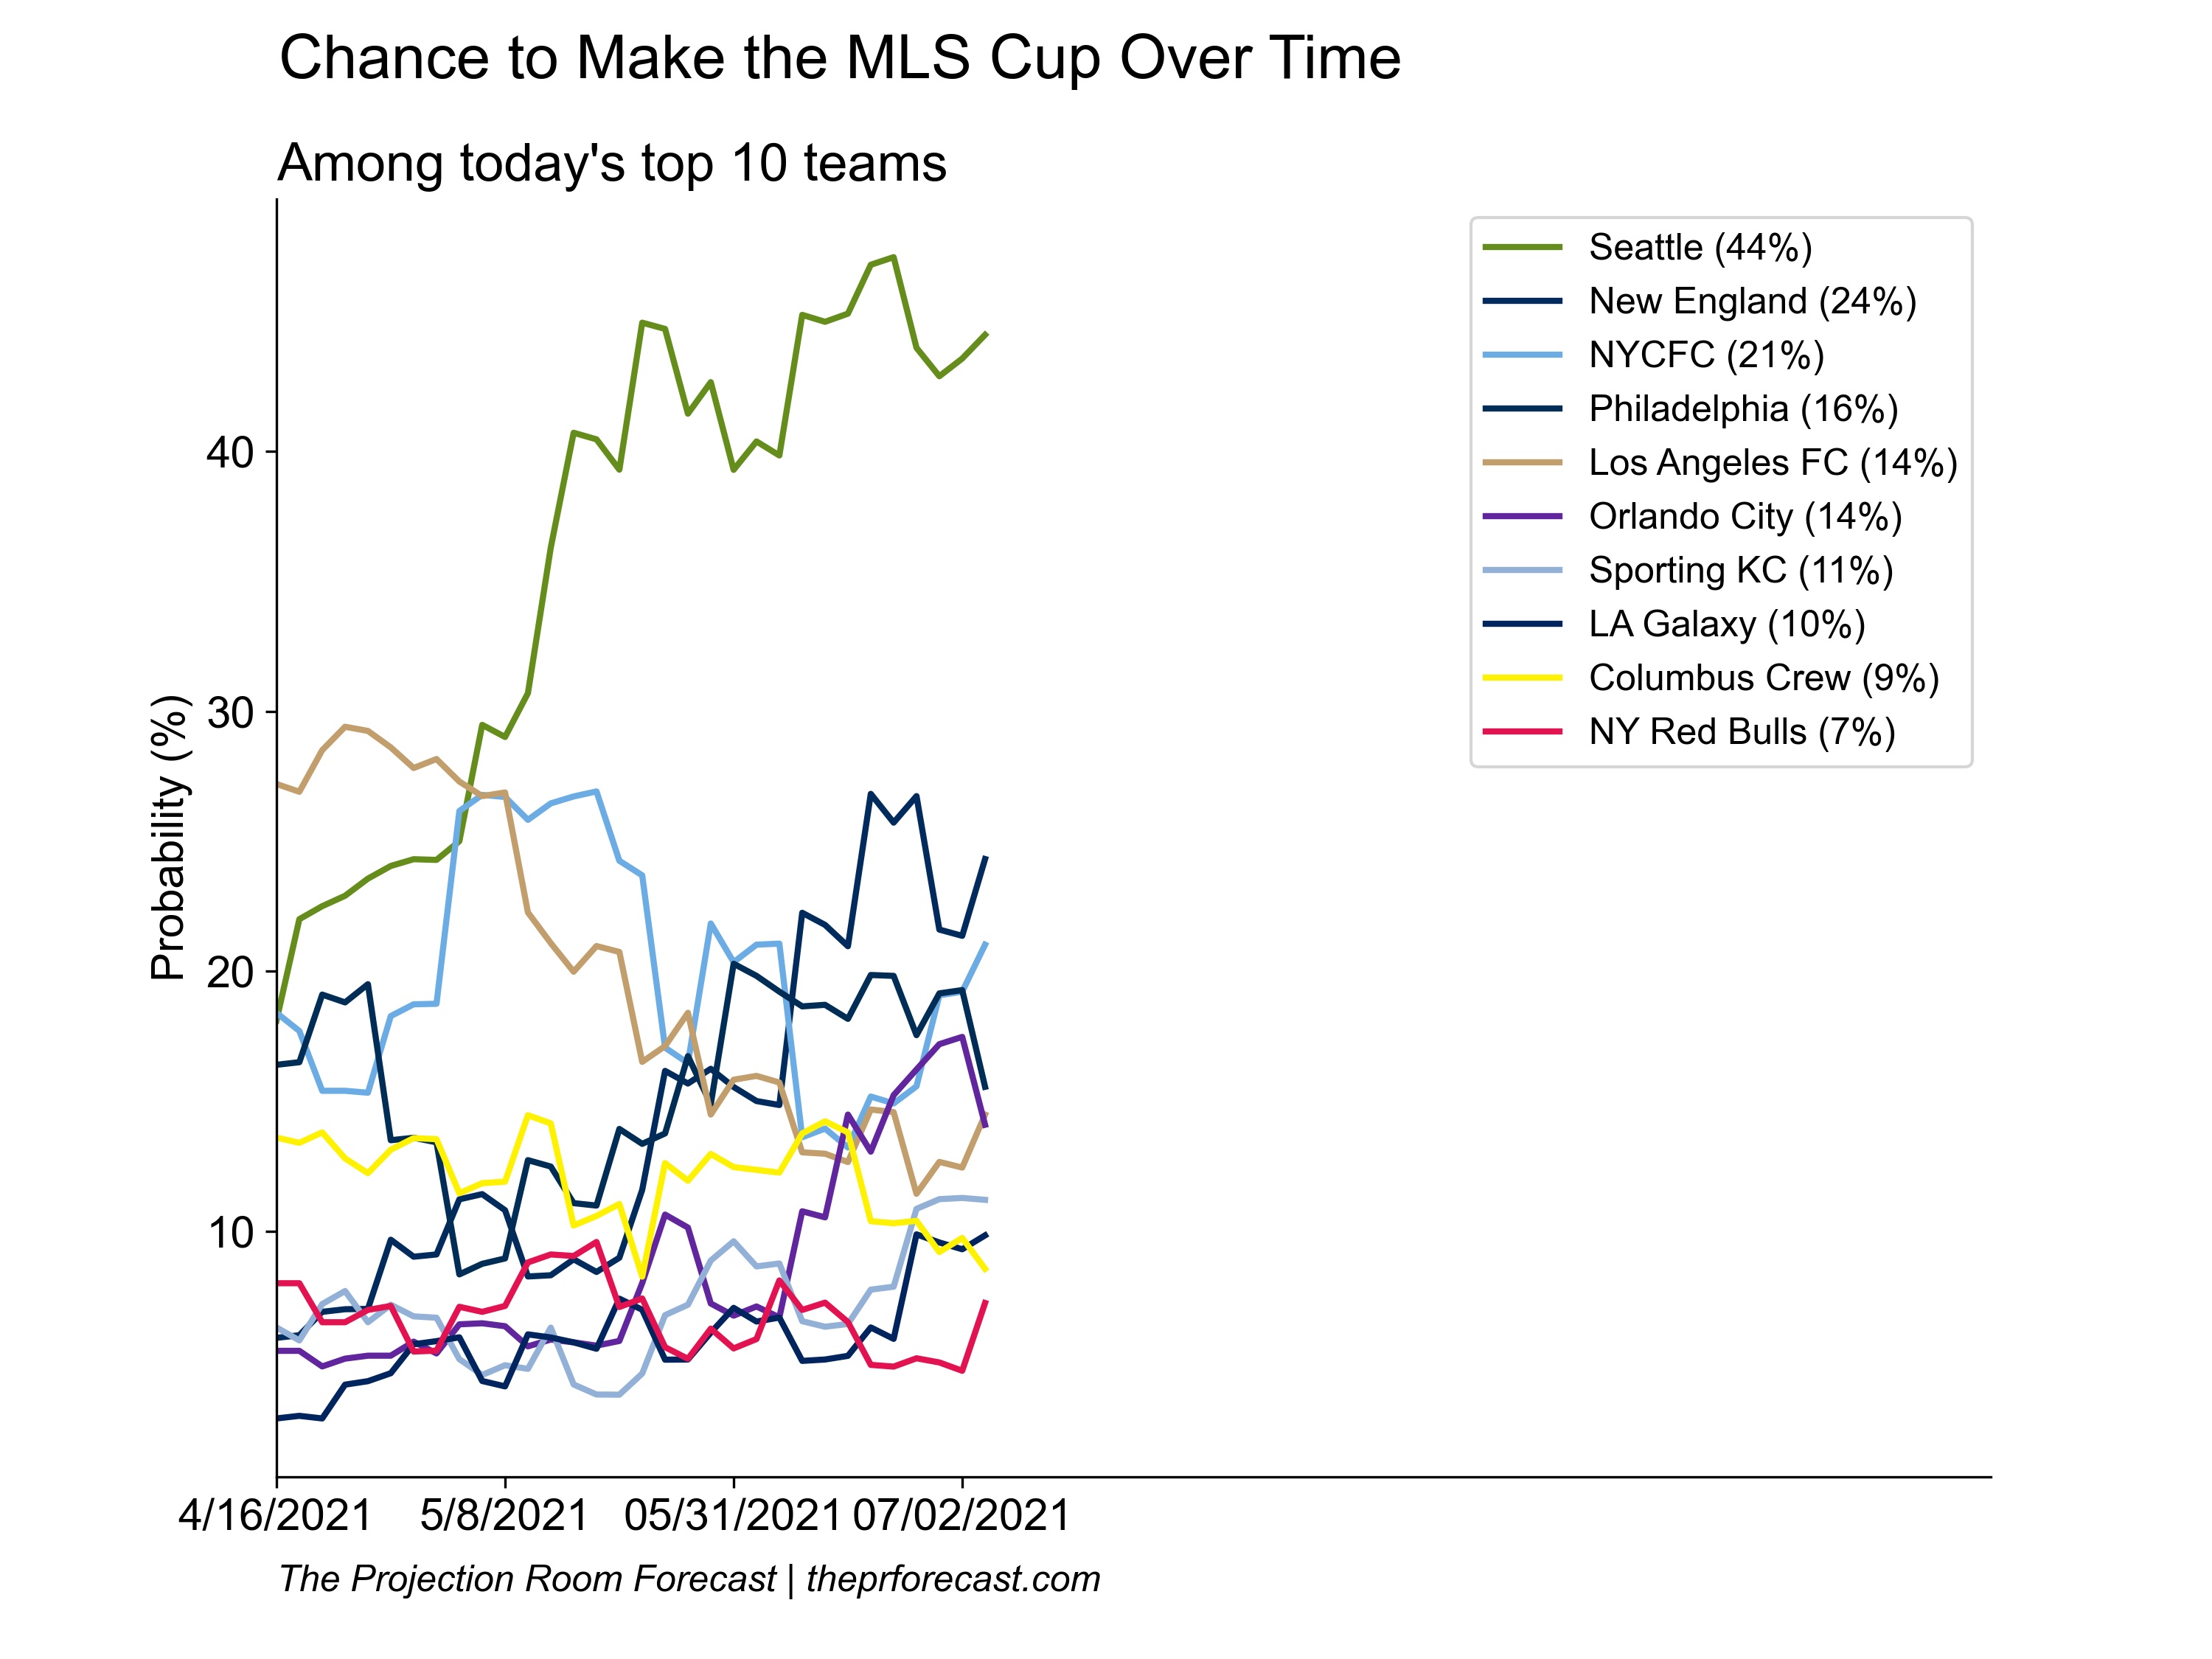 Chance to Make the MLS Cup Over Time
Among today's top 10 teams
Seattle (44%)
New England (24%)
NYCFC (21%)
Philadelphia (16%)
Los Angeles FC (14%)
Orlando City (14%)
Sporting KC (11%)
LA Galaxy (10%)
Columbus Crew (9%)
NY Red Bulls (7%)
Probability (%)
40
30
20
10
4/16/2021 5/8/2021 05/31/2021 07/02/2021
The Projection Room Forecast | theprforecast.com